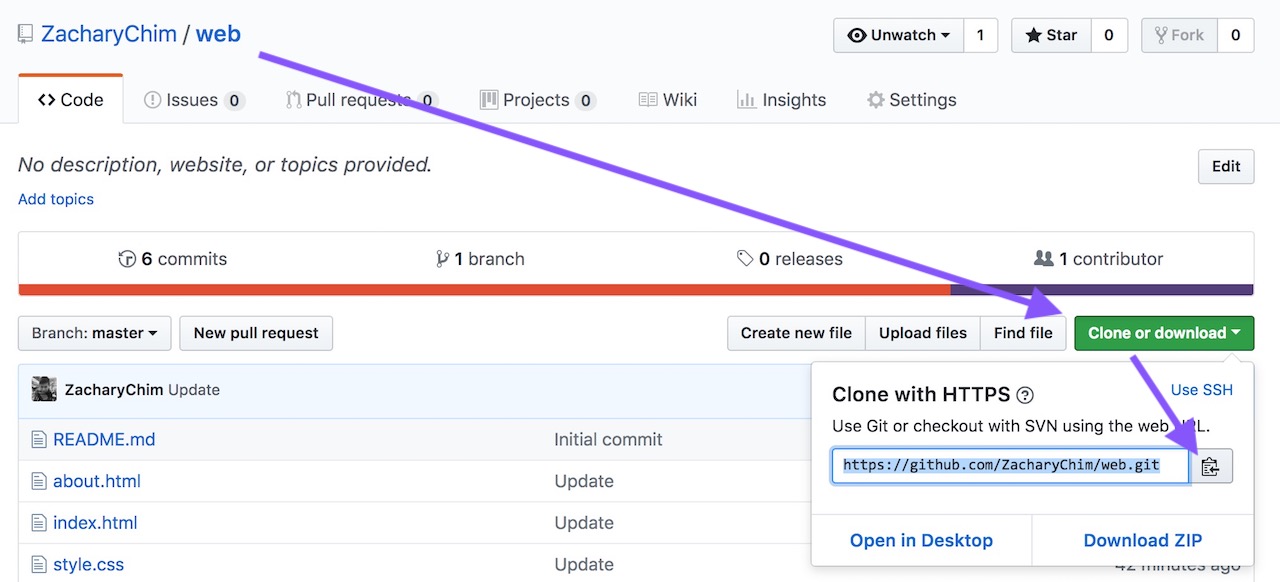 ZacharyChim / web
Unwatch 1
Star 0
Fork 0
Code
Issues 0
Pull requests 0
Projects 0
Wiki
Insights
Settings
No description, website, or topics provided.
Edit
Add topics
6 commits
1 branch
0 releases
1 contributor
Branch: master
New pull request
Create new file
Upload files
Find file
Clone or download
ZacharyChim Update
Clone with HTTPS ?
Use SSH
Use Git or checkout with SVN using the web URL.
https://github.com/ZacharyChim/web.git
Open in Desktop
Download ZIP
README.md Initial commit
about.html Update
index.html Update
style.css Update
42 minutes ago